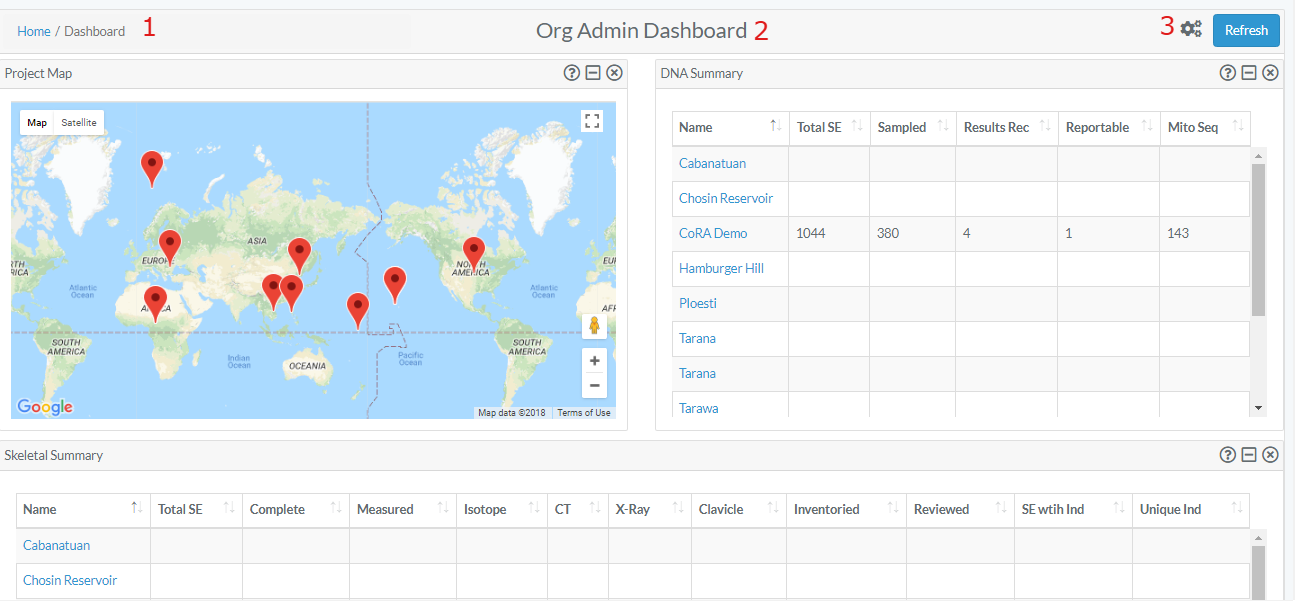 Home / Dashboard 1
Org Admin Dashboard 2
3 Refresh
Project Map
DNA Summary
Map Satellite
ASIA
EUROPE
NORTH AMERICA
AFRICA
Atlantic Ocean
Atlantic Ocean
SOUTH AMERICA
SOUTH AMERICA
Indian Ocean
OCEANIA
Pacific Ocean
RTH
RICA
EU
AF
Google
Map data ©2018 Terms of Use
Name Total SE Sampled Results Rec Reportable Mito Seq
Cabanatuan
Chosin Reservoir
CoRA Demo 1044 380 4 1 143
Hamburger Hill
Ploesti
Tarana
Tarana
Tarawa
Skeletal Summary
Name Total SE Complete Measured Isotope CT X-Ray Clavicle Inventoried Reviewed SE wtih Ind Unique Ind
Cabanatuan
Chosin Reservoir